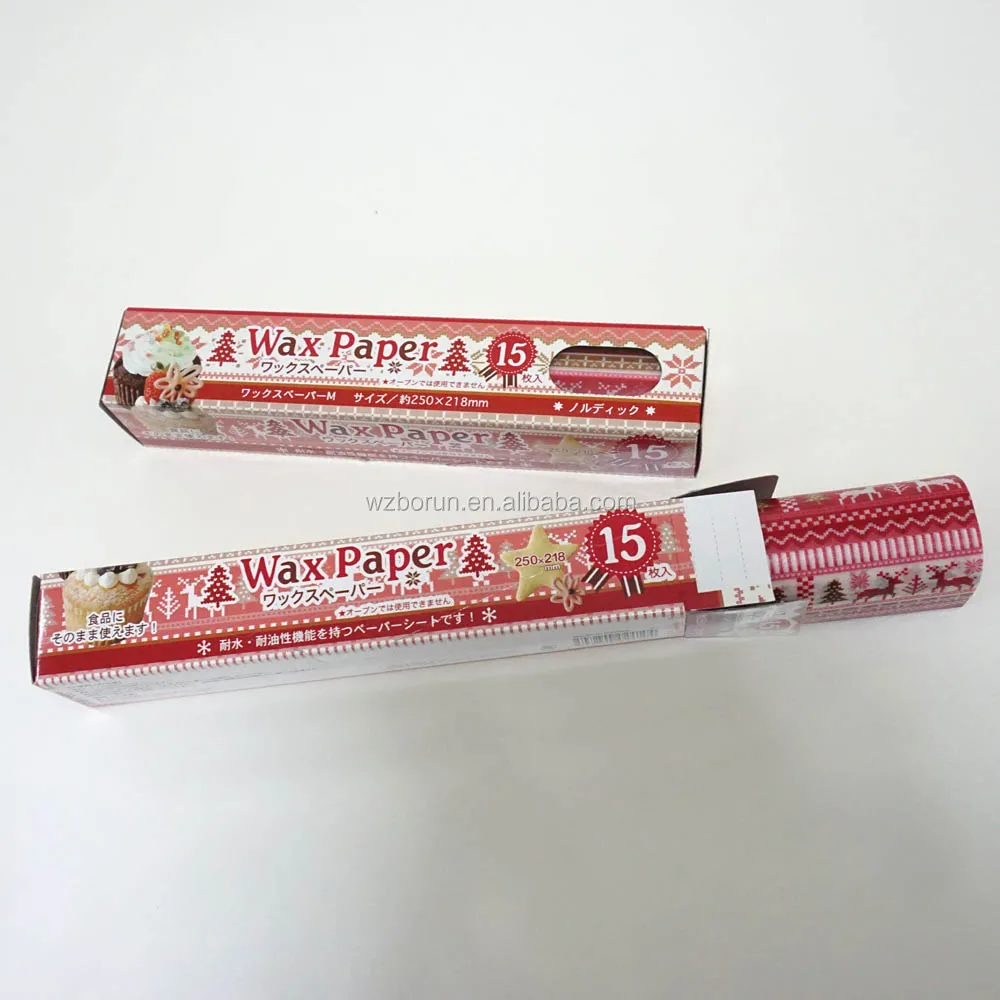 Wax Paper
ワックスペーパー
★オーブンでは使用できません
15
枚入
ワックスペーパーM サイズ/約250×218mm
ノルディック
Wax Paper
ワックスペーパー
15
wzborun.en.alibaba.com
Wax Paper
ワックスペーパー
★オーブンでは使用できません
250×218
mm
15
枚入
食品に
そのまま使えます!
耐水・耐油性機能を持つペーパーシートです!